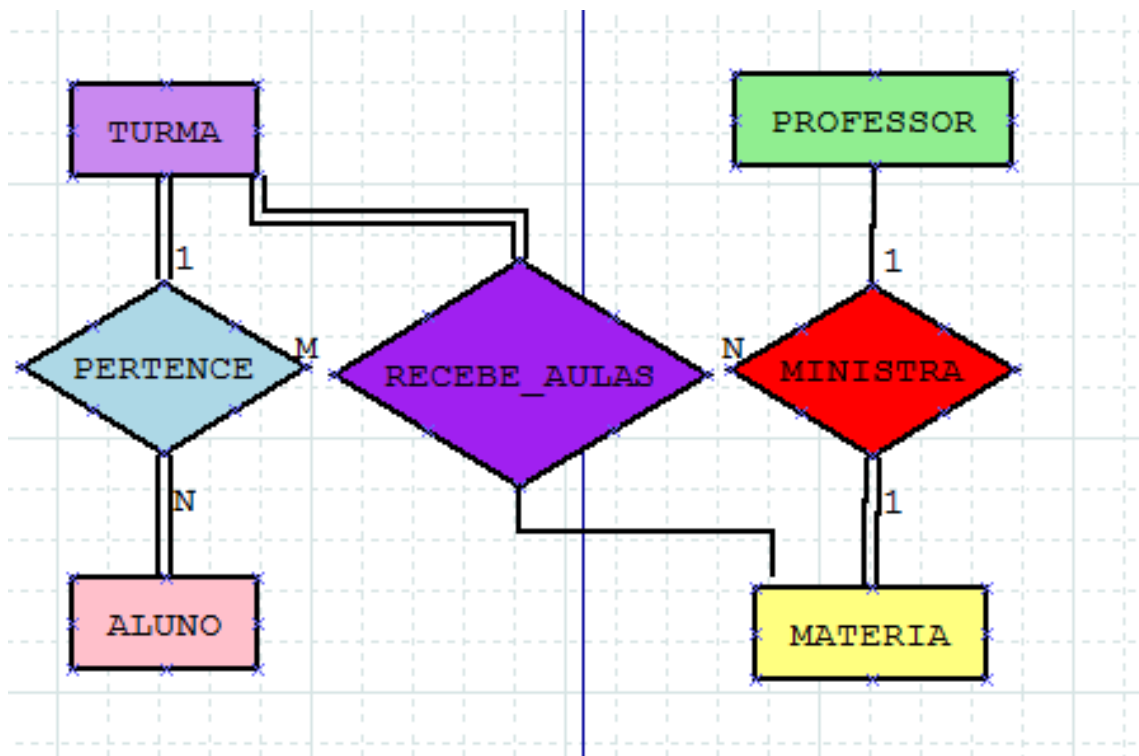 TURMA
PROFESSOR
1
1
M
N
PERTENCE
RECEBE_AULAS
MINISTRA
N
1
ALUNO
MATERIA